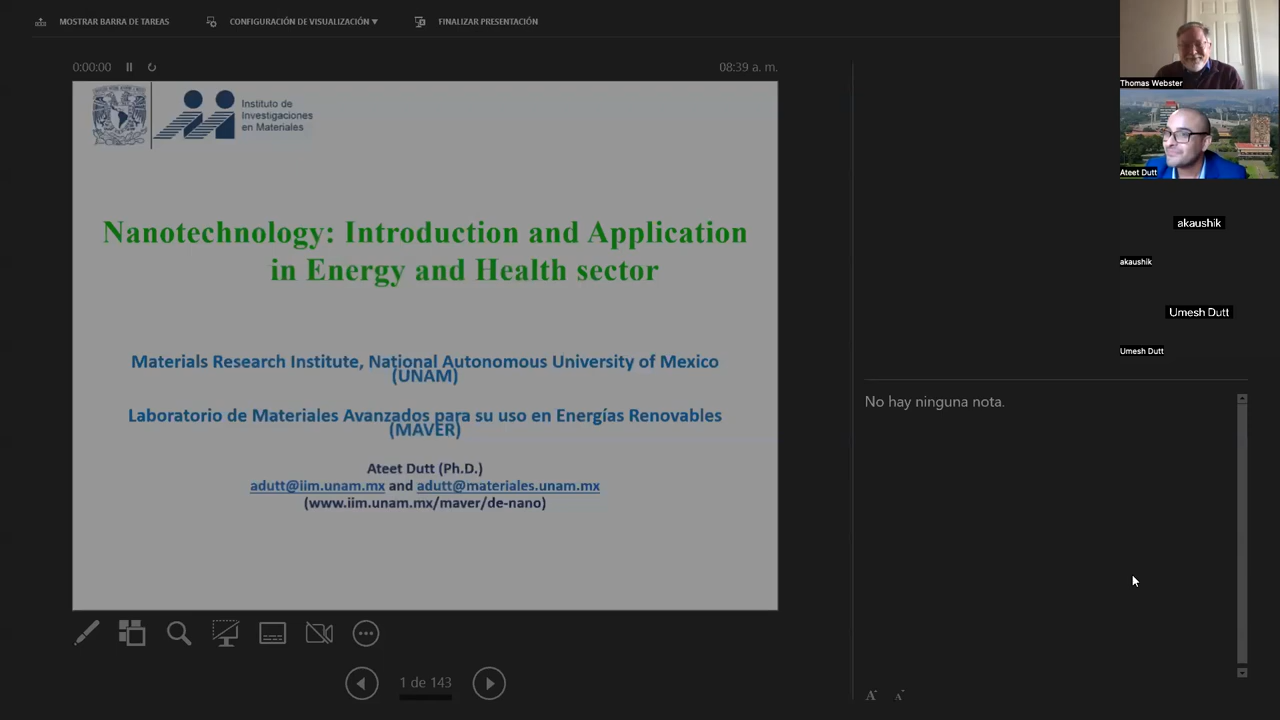 MOSTRAR BARRA DE TAREAS
CONFIGURACIÓN DE VISUALIZACIÓN ▼
FINALIZAR PRESENTACIÓN
0:00:00
08:39 a. m.
Instituto de
Investigaciones
en Materiales
Nanotechnology: Introduction and Application
in Energy and Health sector
Materials Research Institute, National Autonomous University of Mexico
(UNAM)
Laboratorio de Materiales Avanzados para su uso en Energías Renovables
(MAVER)
Ateet Dutt (Ph.D.)
adutt@iim.unam.mx and adutt@materiales.unam.mx
(www.iim.unam.mx/maver/de-nano)
1 de 143
Thomas Webster
Ateet Dutt
akaushik
akaushik
Umesh Dutt
Umesh Dutt
No hay ninguna nota.
A A